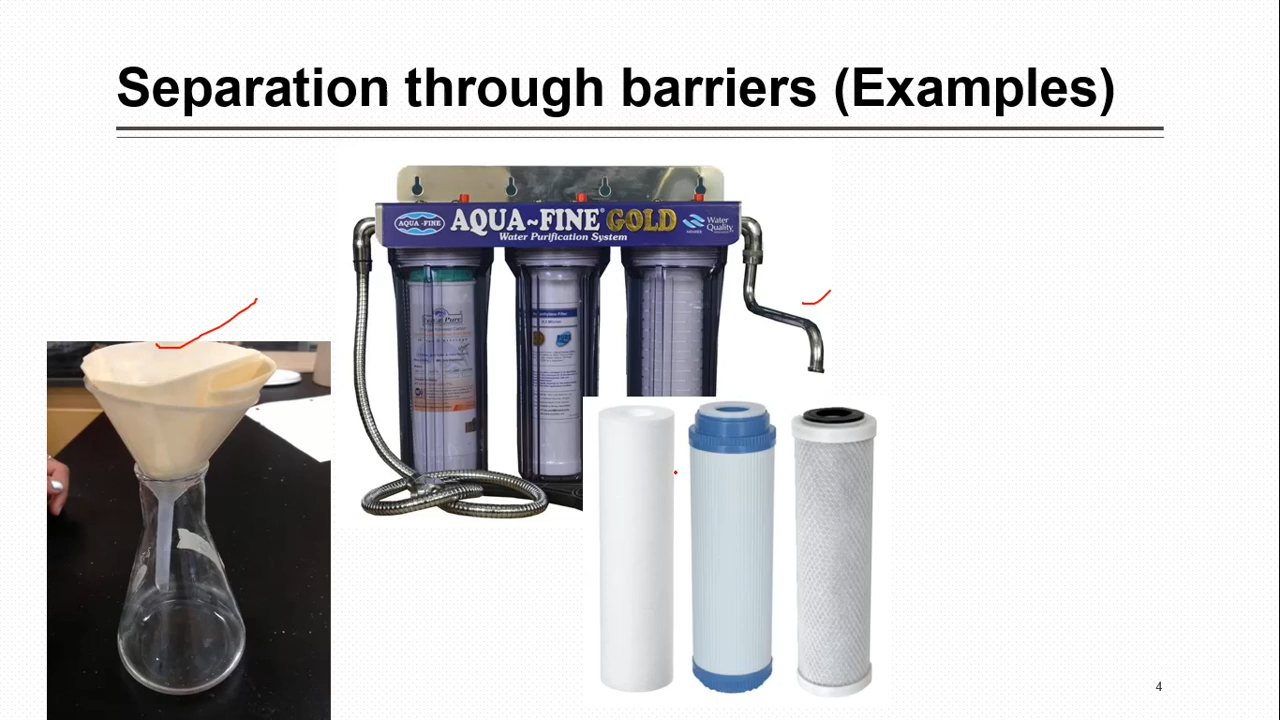 Separation through barriers (Examples)
AQUA-FINE
AQUA~FINE GOLD
Water Purification System
Water
Quality
4